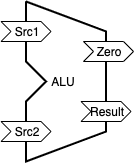 Src1
Zero
ALU
Result
Src2